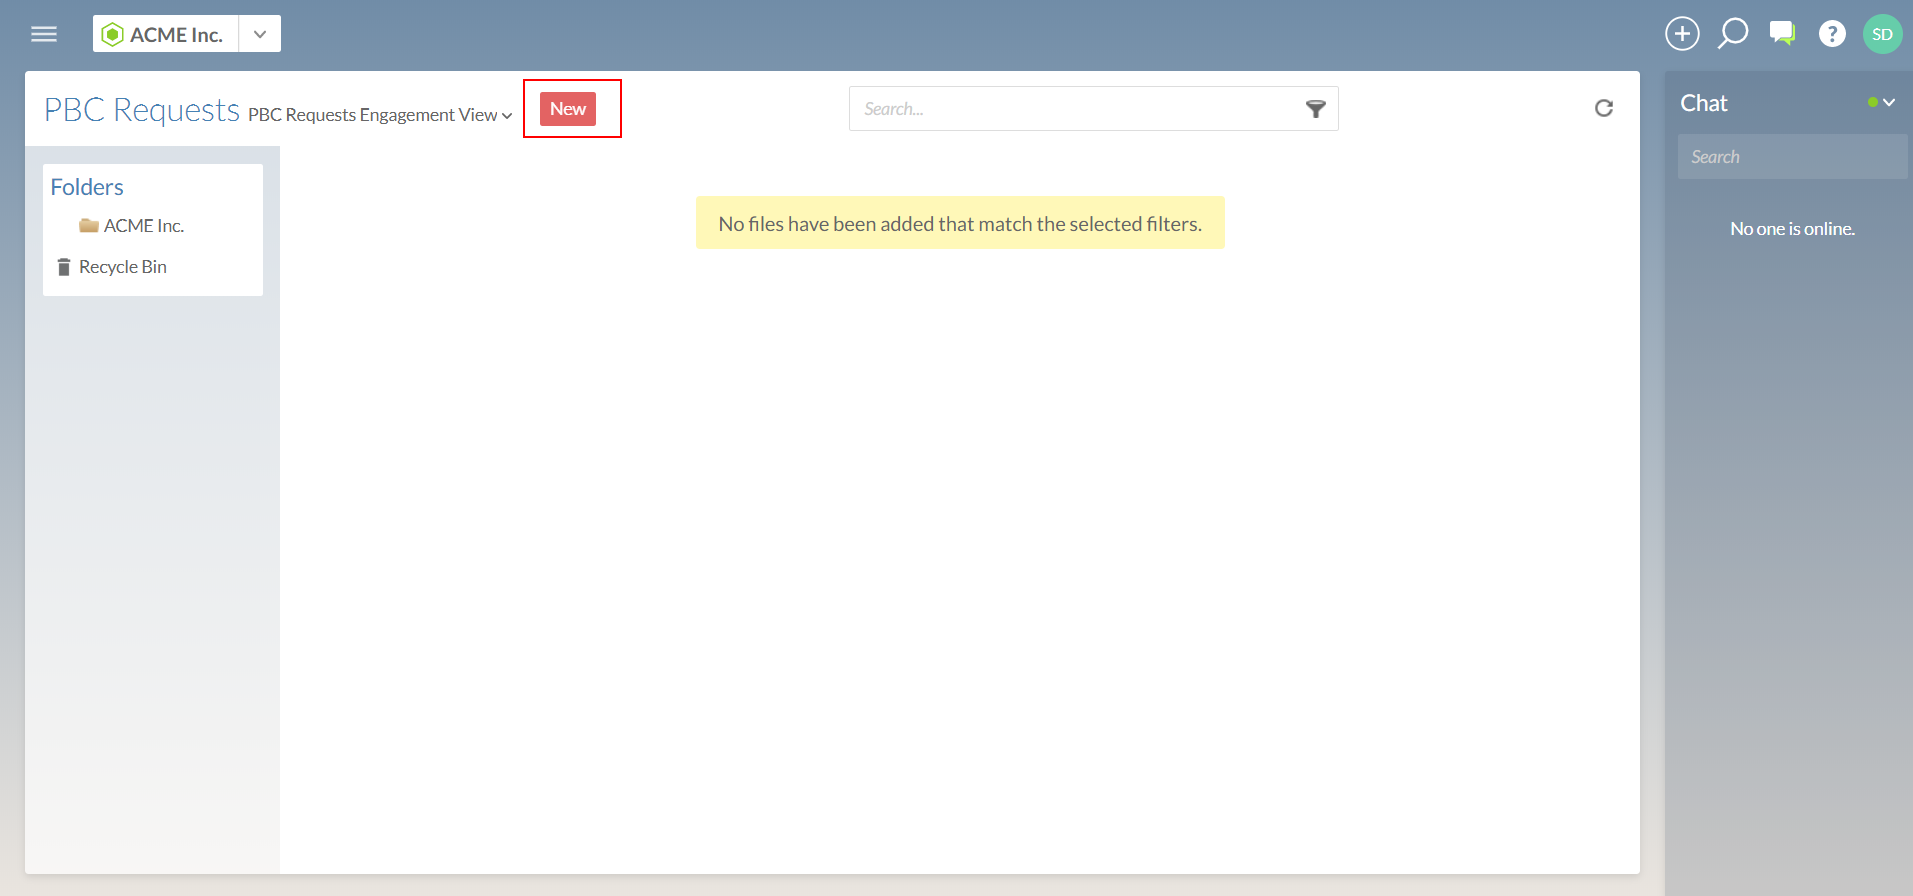 ACME Inc.
?
SD
PBC Requests PBC Requests Engagement View
New
Search...
Chat
Search
No one is online.
Folders
ACME Inc.
Recycle Bin
No files have been added that match the selected filters.